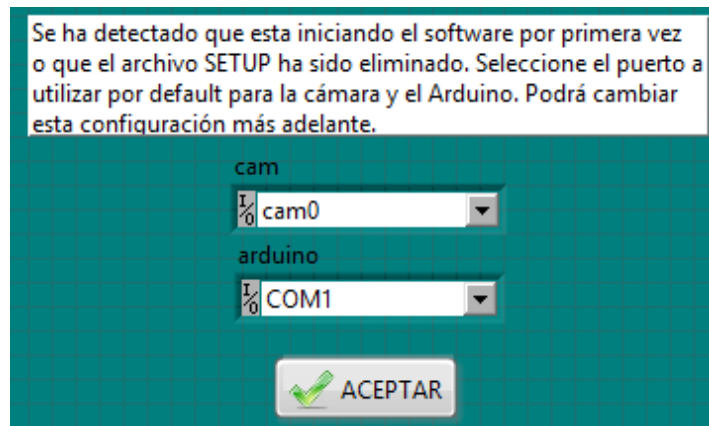 Se ha detectado que esta iniciando el software por primera vez
o que el archivo SETUP ha sido eliminado. Seleccione el puerto a
utilizar por default para la cámara y el Arduino. Podrá cambiar
esta configuración más adelante.
cam
I/O cam0
arduino
I/O COM1
ACEPTAR